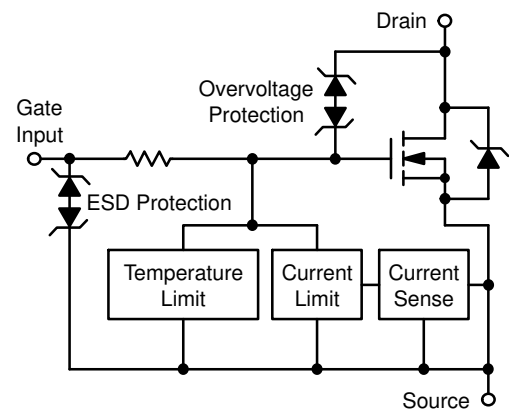 Drain
Overvoltage
Protection
Gate
Input
ESD Protection
Temperature
Limit
Current
Limit
Current
Sense
Source